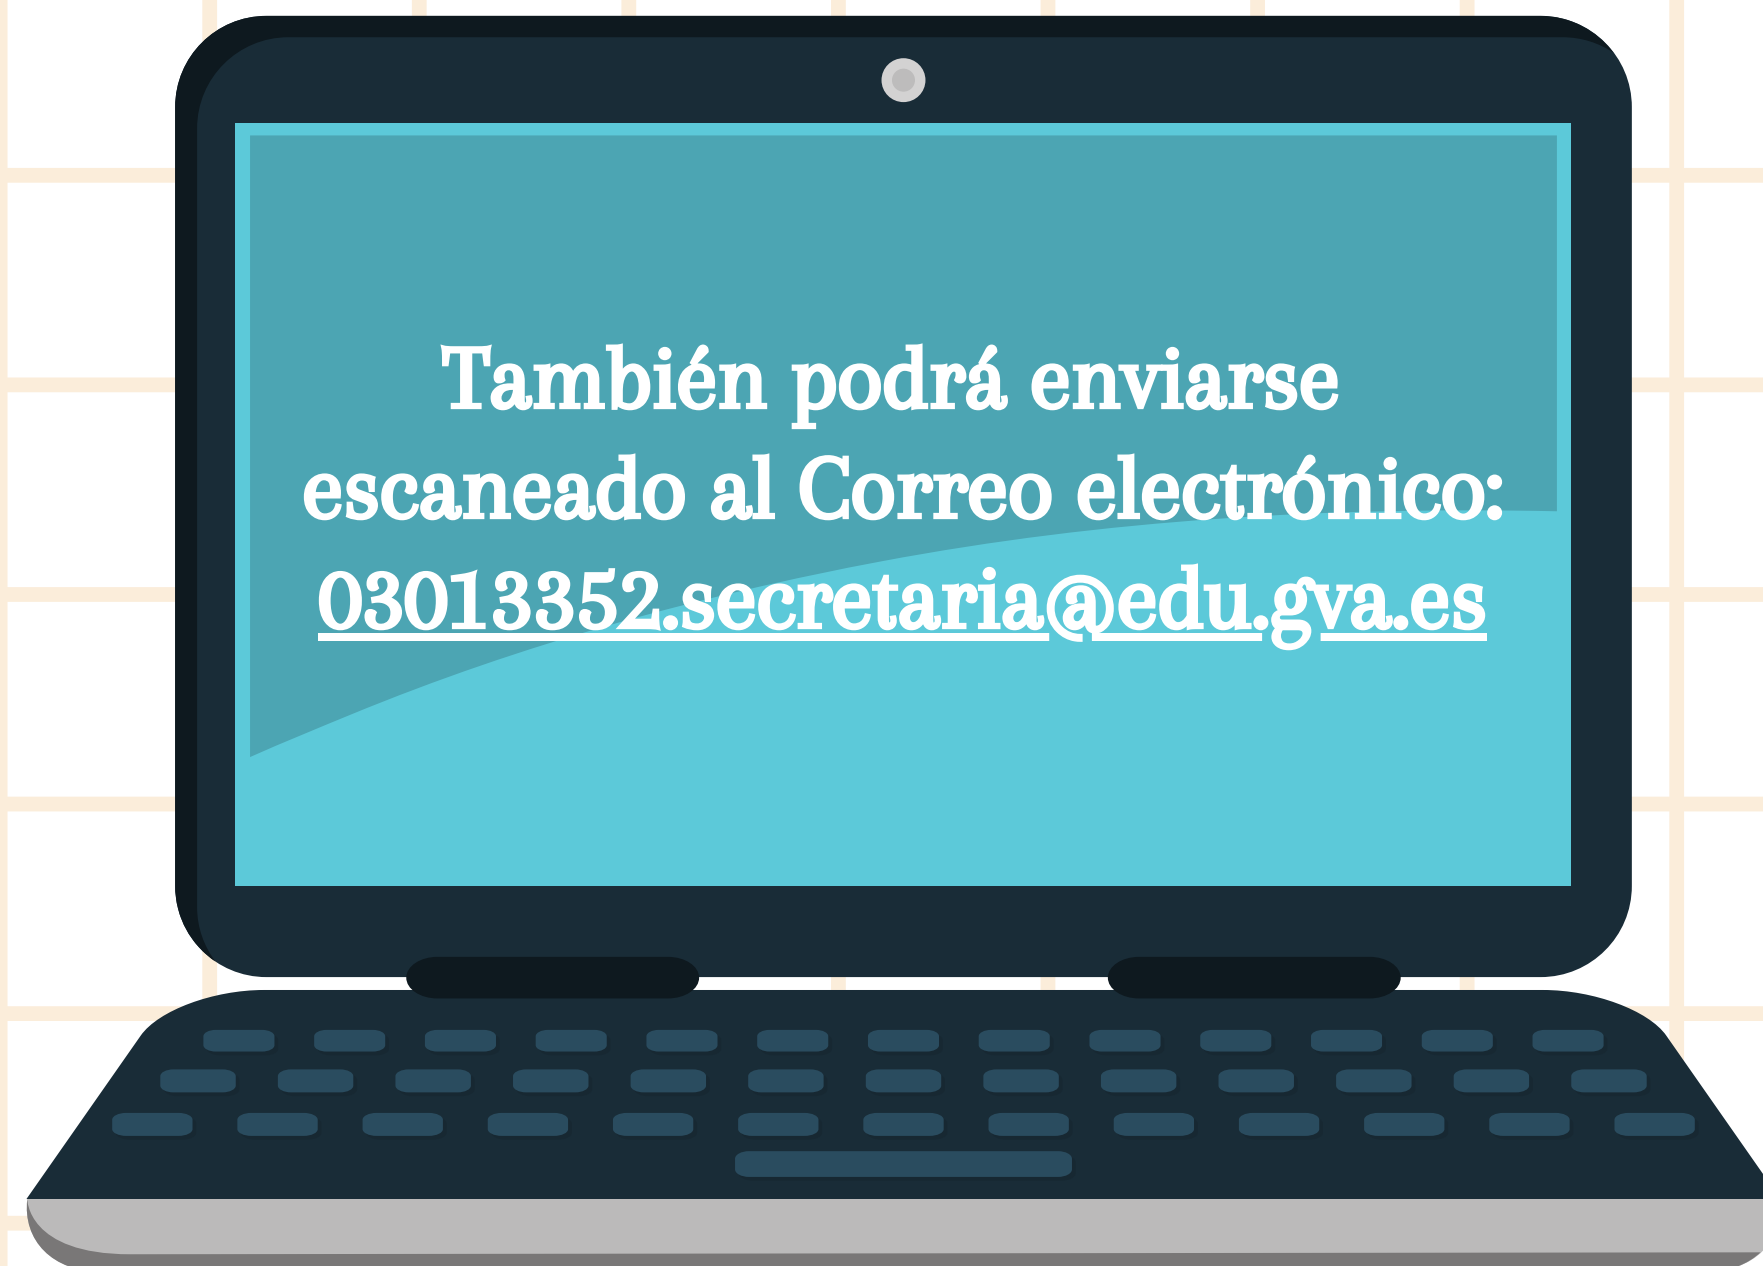 También podrá enviarse
escaneado al Correo electrónico:
03013352.secretaria@edu.gva.es